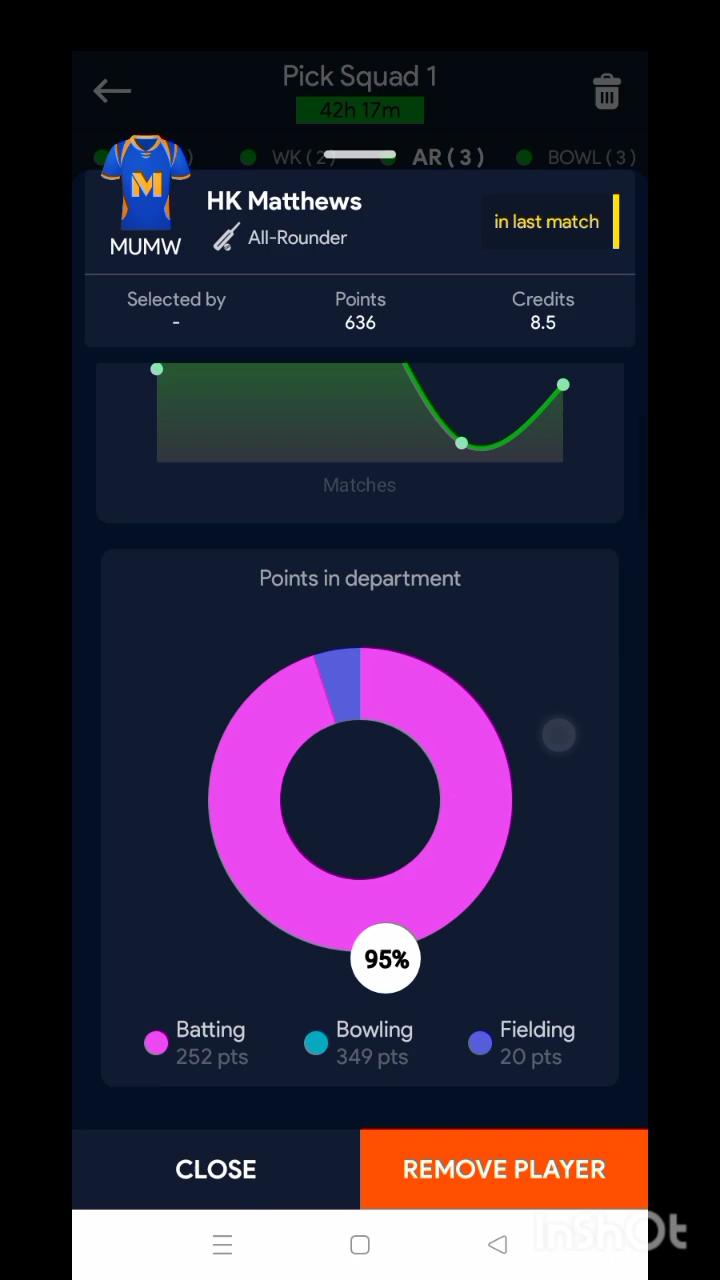 Pick Squad 1
42h 17m
WK ( 2
AR ( 3 )
BOWL ( 3 )
M
MUMW
HK Matthews
All-Rounder
in last match
Selected by
-
Points
636
Credits
8.5
Matches
Points in department
95%
Batting
252 pts
Bowling
349 pts
Fielding
20 pts
CLOSE
REMOVE PLAYER
InShOt